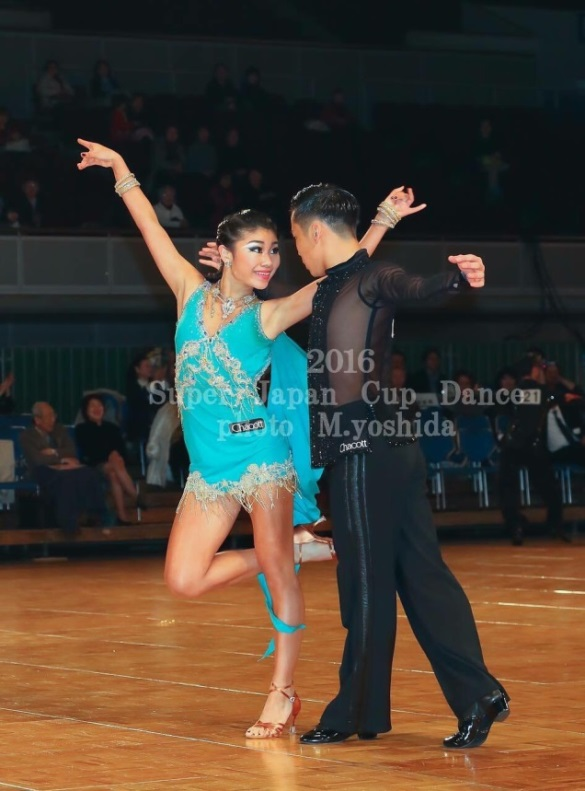 2016
Super Japan Cup Dance
photo M.yoshida
Chacott
Chacott